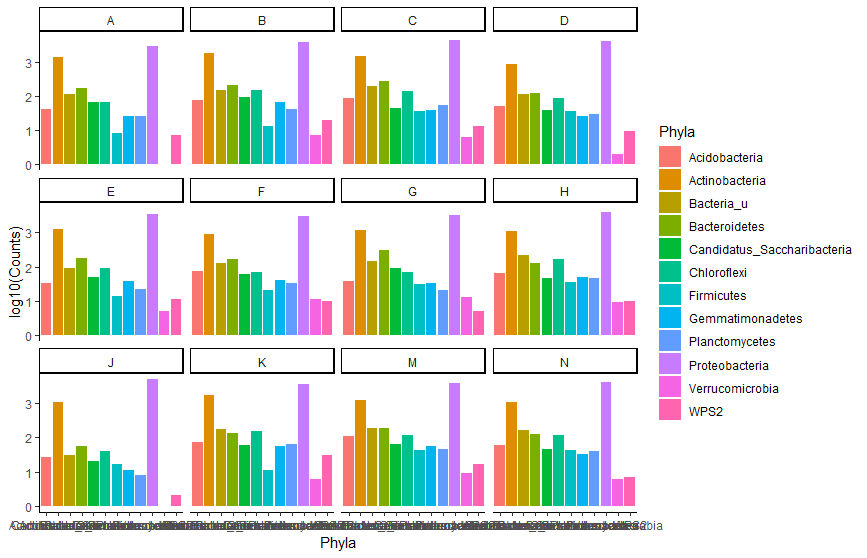 A B C D
3
2
1
0
E F G H
3
2
1
0
J K M N
3
2
1
0
log10(Counts)
Phyla
Phyla
Acidobacteria
Actinobacteria
Bacteria_u
Bacteroidetes
Candidatus_Saccharibacteria
Chloroflexi
Firmicutes
Gemmatimonadetes
Planctomycetes
Proteobacteria
Verrucomicrobia
WPS2